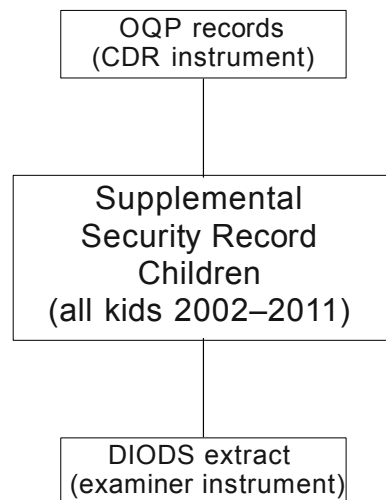 OQP records
(CDR instrument)
Supplemental
Security Record
Children
(all kids 2002–2011)
DIODS extract
(examiner instrument)